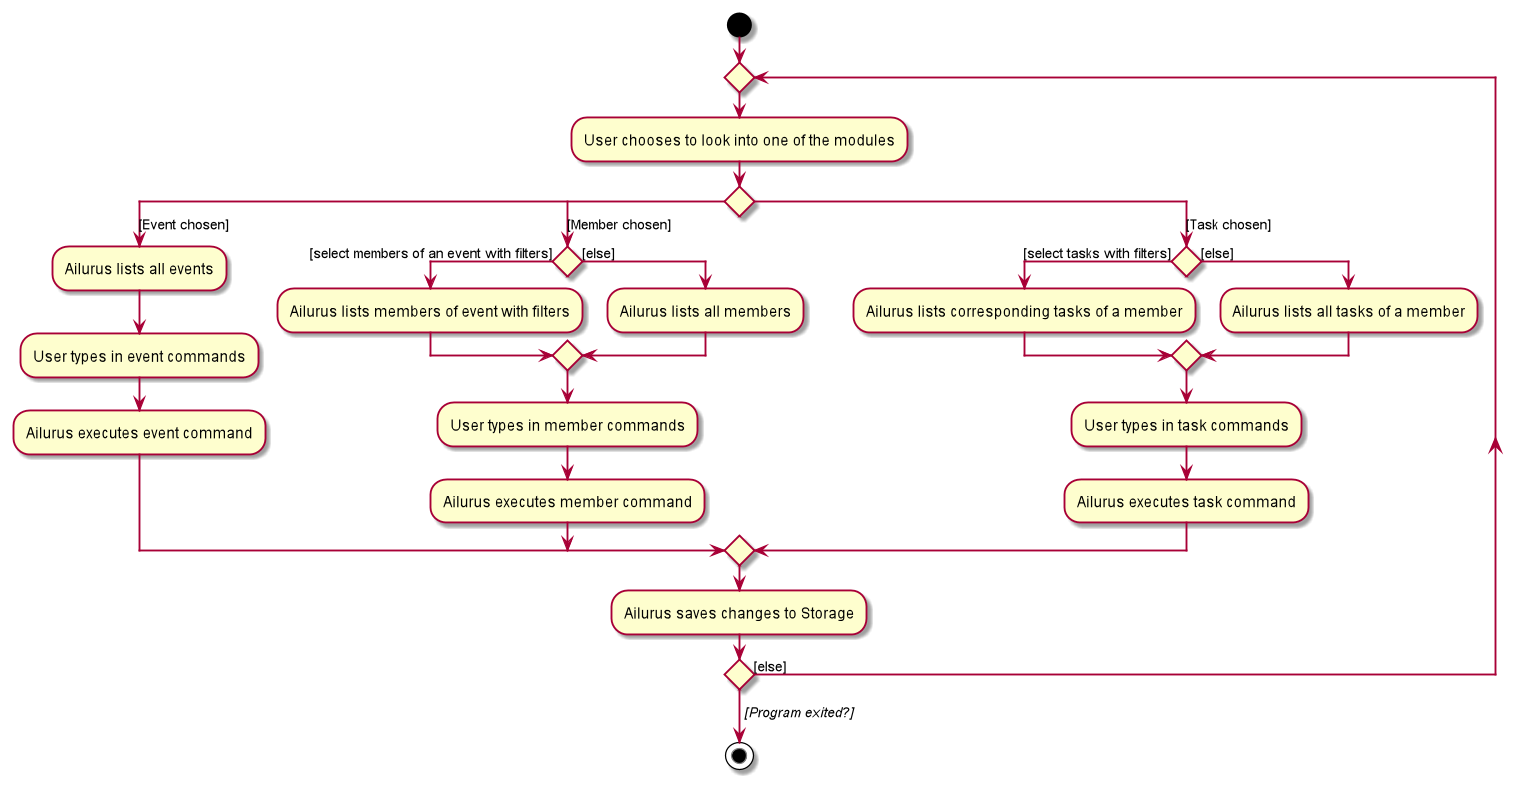 User chooses to look into one of the modules
[Event chosen]
[Member chosen]
[Task chosen]
[select members of an event with filters]
[else]
[select tasks with filters]
[else]
Ailurus lists all events
Ailurus lists members of event with filters
Ailurus lists all members
Ailurus lists corresponding tasks of a member
Ailurus lists all tasks of a member
User types in event commands
User types in member commands
User types in task commands
Ailurus executes event command
Ailurus executes member command
Ailurus executes task command
Ailurus saves changes to Storage
[else]
[Program exited?]